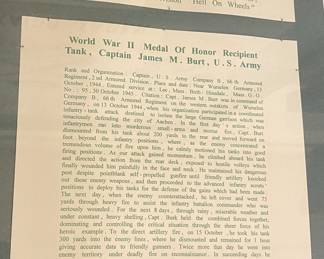 Hell On Wheels"
World War II Medal Of Honor Recipient
Tank, Captain James M. Burt, U.S. Army
Rank and Organization: Captain, U.S. Army Company B, 66th Armored
Regiment, 2nd Armored Division. Place and date: Near Wurselen Germany, 13
October, 1944. Entered service at: Lee, Mass. Birth: Hinsdale, Mass. G.O.
No.: 95, 30 October 1945. Citation: Capt. James M. Burt was in command of
Company B, 66th Armored Regiment on the western outskirts of Wurselen
Germany, on 13 October 1944, when his organization participated in a coordinated
infantry-tank attack destined to isolate the large German garrison which was
tenaciously defending the city of Aachen. In the first day's action, when
infantrymen ran into murderous small-arms and mortar fire, Capt. Burt
dismounted from his tank about 200 yards to the rear and moved forward on
foot beyond the infantry positions, where, as the enemy concentrated a
tremendous volume of fire upon him, he calmly motioned his tanks into good
firing positions. As our attack gained momentum, he climbed aboard his tank
and directed the action from the rear deck, exposed to hostile volleys which
finally wounded him painfully in the face and neck. He maintained his dangerous
post despite pointblank self-propelled gunfire until friendly artillery knocked
out these enemy weapons, and then proceeded to the advanced infantry scouts'
positions to deploy his tanks for the defense of the gains which had been made.
The next day, when the enemy counterattacked, he left cover and went 75
yards through heavy fire to assist the infantry battalion commander who was
seriously wounded. For the next 8 days, through rainy, miserable weather and
under constant, heavy shelling, Capt. Burt held the combined forces together,
dominating and controlling the critical situation through the sheer force of his
heroic example. To the direct artillery fire, on 15 October, he took his tank
300 yards into the enemy lines, where he dismounted and remained for 1 hour
giving accurate data to friendly gunners. Twice more that day he went into
enemy territory under deadly fire on reconnaissance. In succeeding days he